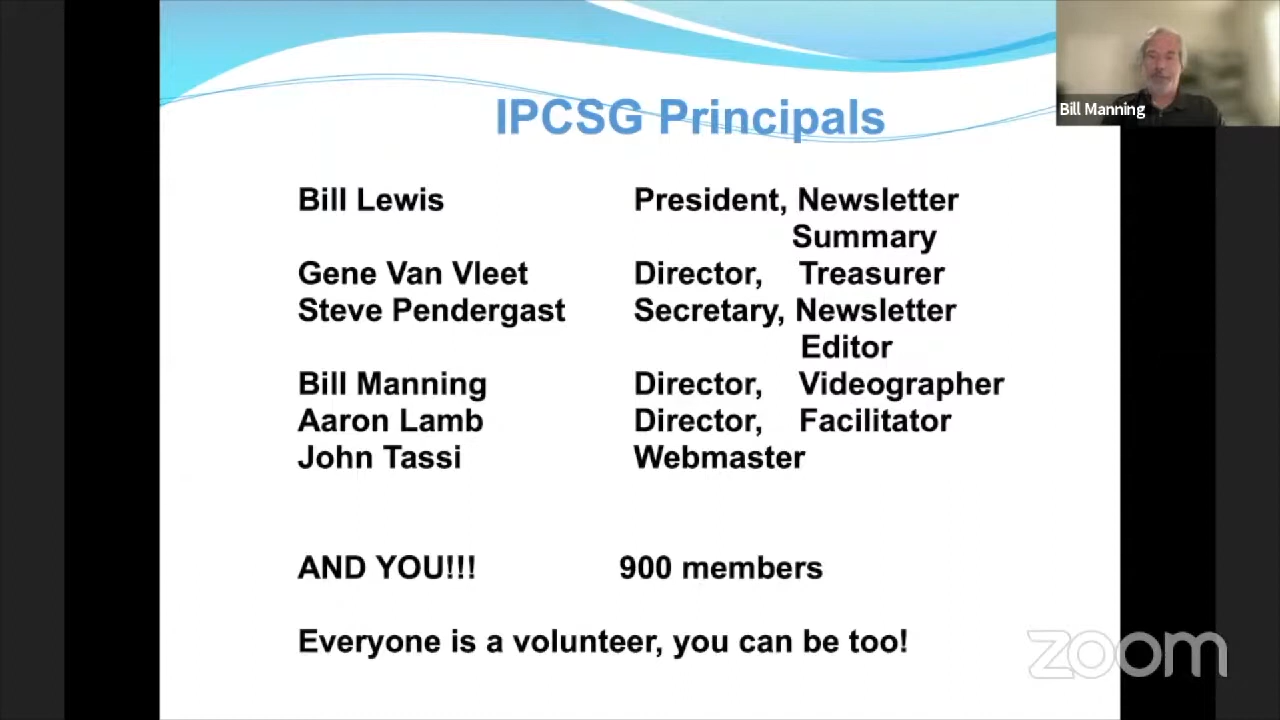 IPCSG Principals
Bill Manning
Bill Lewis President, Newsletter
Summary
Gene Van Vleet Director, Treasurer
Steve Pendergast Secretary, Newsletter
Editor
Bill Manning Director, Videographer
Aaron Lamb Director, Facilitator
John Tassi Webmaster
AND YOU!!! 900 members
Everyone is a volunteer, you can be too!
zoom